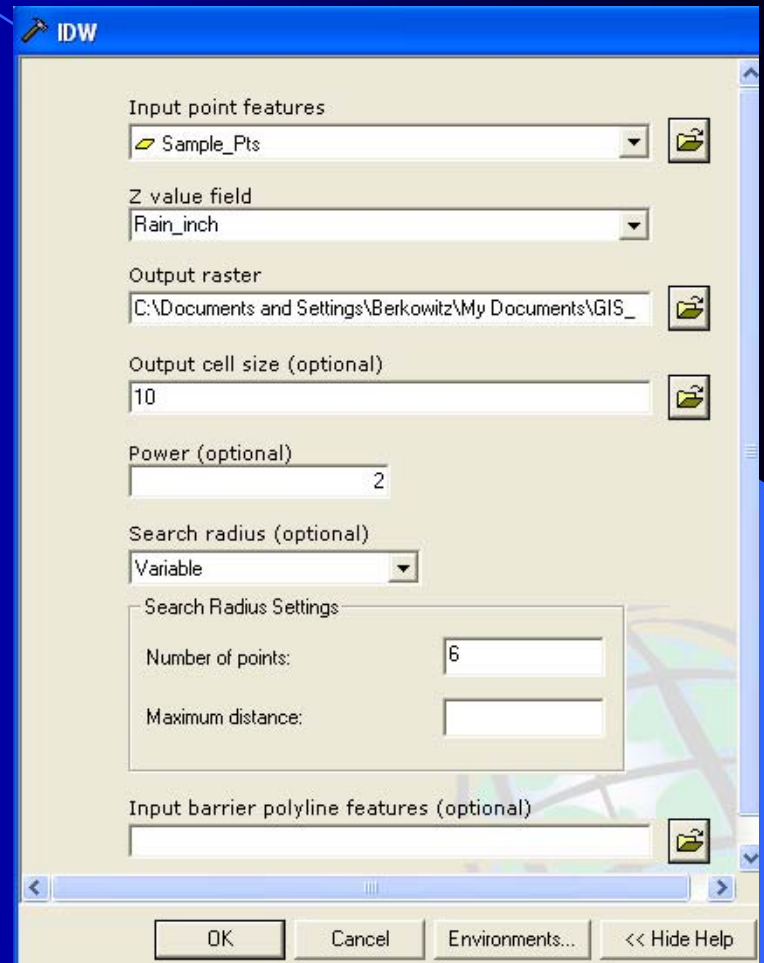 IDW
Input point features
Sample_Pts
Z value field
Rain_inch
Output raster
C:\Documents and Settings\Berkowitz\My Documents\GIS_
Output cell size (optional)
10
Power (optional)
2
Search radius (optional)
Variable
Search Radius Settings
Number of points:
6
Maximum distance:
Input barrier polyline features (optional)
OK
Cancel
Environments...
<< Hide Help